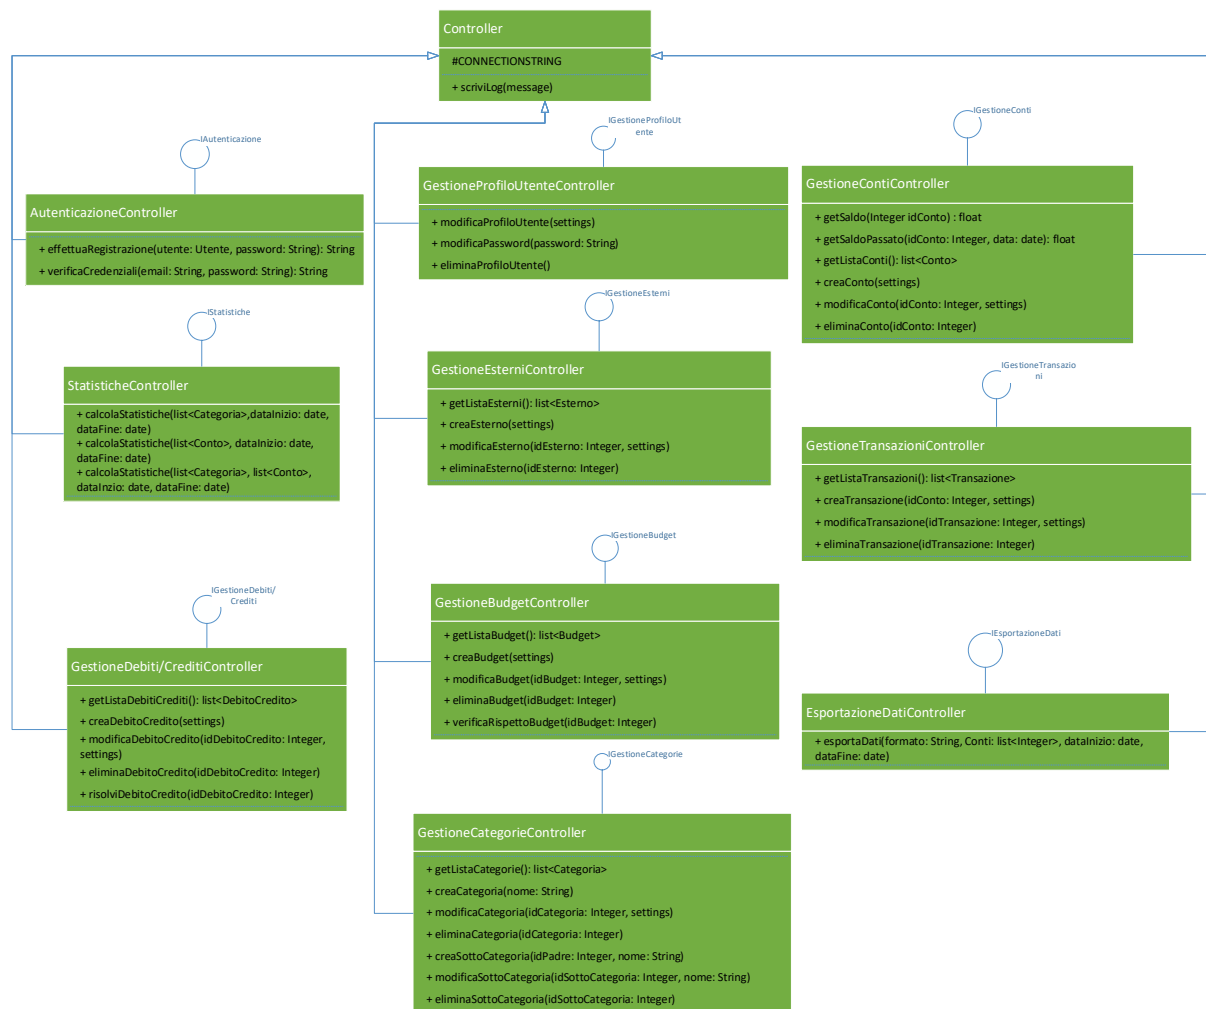 Controller
#CONNECTIONSTRING
+ scriviLog(message)
IAutenticazione
AutenticazioneController
+ effettuaRegistrazione(utente: Utente, password: String): String
+ verificaCredenziali(email: String, password: String): String
IStatistiche
StatisticheController
+ calcolaStatistiche(list<Categoria>,dataInizio: date,
dataFine: date)
+ calcolaStatistiche(list<Conto>, dataInizio: date,
dataFine: date)
+ calcolaStatistiche(list<Categoria>, list<Conto>,
dataInzio: date, dataFine: date)
IGestioneDebiti/
Crediti
GestioneDebiti/CreditiController
+ getListaDebitiCrediti(): list<DebitoCredito>
+ creaDebitoCredito(settings)
+ modificaDebitoCredito(idDebitoCredito: Integer,
settings)
+ eliminaDebitoCredito(idDebitoCredito: Integer)
+ risolviDebitoCredito(idDebitoCredito: Integer)
IGestioneProfiloUt
ente
GestioneProfiloUtenteController
+ modificaProfiloUtente(settings)
+ modificaPassword(password: String)
+ eliminaProfiloUtente()
IGestioneEsterni
GestioneEsterniController
+ getListaEsterni(): list<Esterno>
+ creaEsterno(settings)
+ modificaEsterno(idEsterno: Integer, settings)
+ eliminaEsterno(idEsterno: Integer)
IGestioneBudget
GestioneBudgetController
+ getListaBudget(): list<Budget>
+ creaBudget(settings)
+ modificaBudget(idBudget: Integer, settings)
+ eliminaBudget(idBudget: Integer)
+ verificaRispettoBudget(idBudget: Integer)
IGestioneCategorie
GestioneCategorieController
+ getListaCategorie(): list<Categoria>
+ creaCategoria(nome: String)
+ modificaCategoria(idCategoria: Integer, settings)
+ eliminaCategoria(idCategoria: Integer)
+ creaSottoCategoria(idPadre: Integer, nome: String)
+ modificaSottoCategoria(idSottoCategoria: Integer, nome: String)
+ eliminaSottoCategoria(idSottoCategoria: Integer)
IGestioneConti
GestioneContiController
+ getSaldo(Integer idConto) : float
+ getSaldoPassato(idConto: Integer, data: date): float
+ getListaConti(): list<Conto>
+ creaConto(settings)
+ modificaConto(idConto: Integer, settings)
+ eliminaConto(idConto: Integer)
IGestioneTransazio
ni
GestioneTransazioniController
+ getListaTransazioni(): list<Transazione>
+ creaTransazione(idConto: Integer, settings)
+ modificaTransazione(idTransazione: Integer, settings)
+ eliminaTransazione(idTransazione: Integer)
IEsportazioneDati
EsportazioneDatiController
+ esportaDati(formato: String, Conti: list<Integer>, dataInizio: date,
dataFine: date)